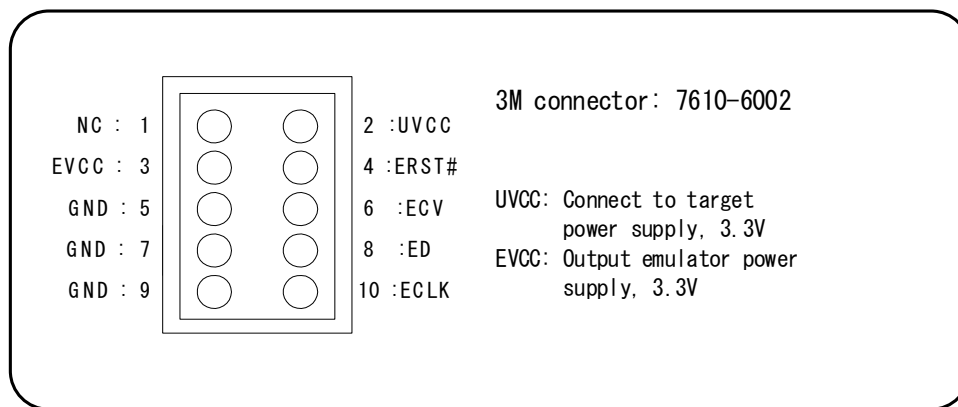 3M connector: 7610-6002
NC : 1
2 :UVCC
EVCC : 3
4 :ERST#
GND : 5
6 :ECV
GND : 7
8 :ED
GND : 9
10 :ECLK
UVCC: Connect to target
power supply, 3.3V
EVCC: Output emulator power
supply, 3.3V